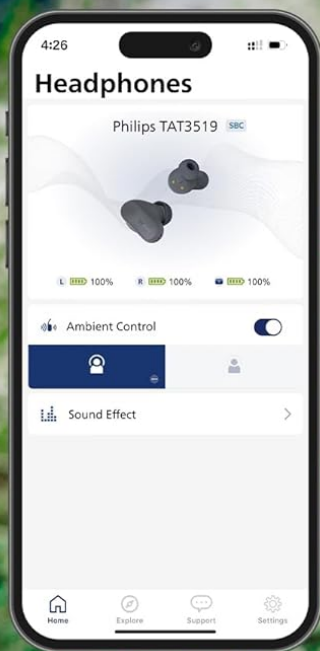 4:26
Headphones
Philips TAT3519 SBC
L 100% R 100% 100%
Ambient Control
Sound Effect
Home Explore Support Settings